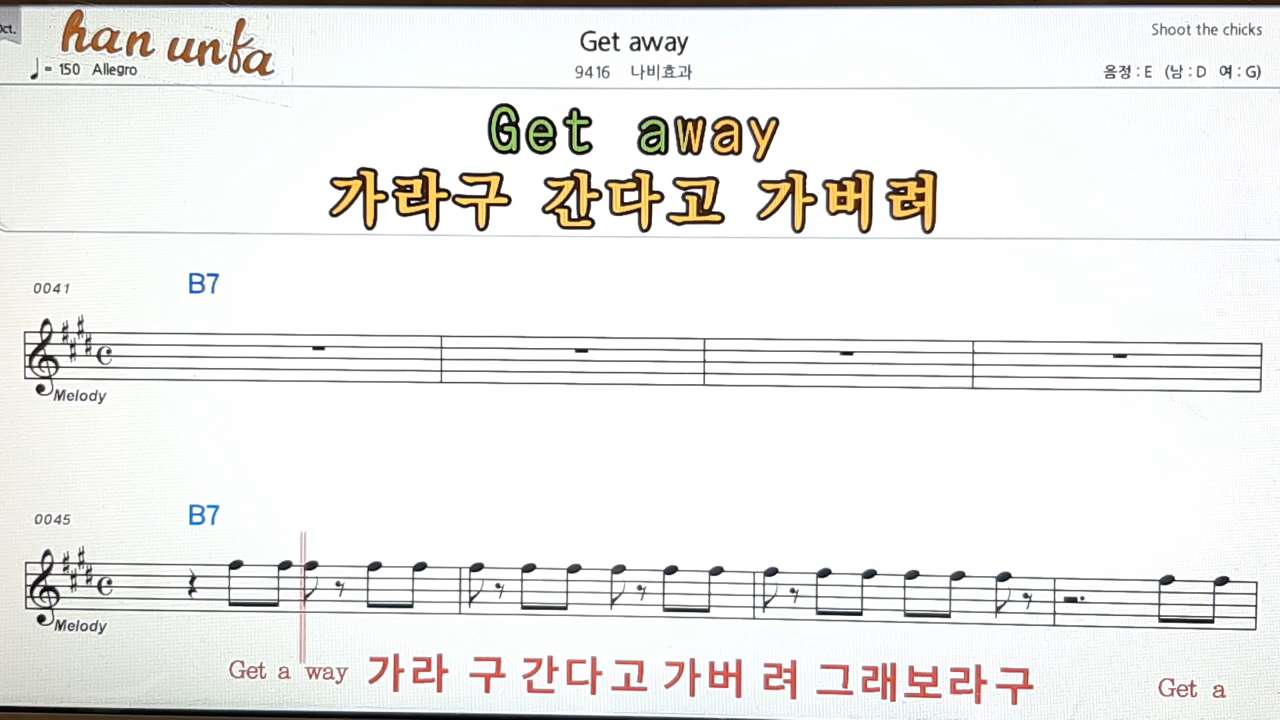 Oct.
han unfa
Get away
Shoot the chicks
= 150 Allegro
9416 나비효과
음정 : E (남 : D 여 : G)
Get away
가라구 간다고 가버려
0041 B7
Melody
0045 B7
Melody
Get a way 가라 구 간다고 가버 려 그래보라구 Get a